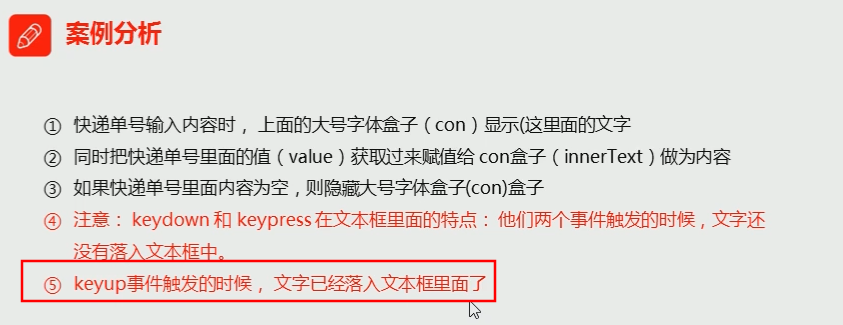 案例分析
① 快递单号输入内容时， 上面的大号字体盒子（con）显示(这里面的文字
② 同时把快递单号里面的值（value）获取过来赋值给 con盒子（innerText）做为内容
③ 如果快递单号里面内容为空，则隐藏大号字体盒子(con)盒子
④ 注意： keydown 和 keypress 在文本框里面的特点： 他们两个事件触发的时候，文字还
没有落入文本框中。
⑤ keyup事件触发的时候， 文字已经落入文本框里面了